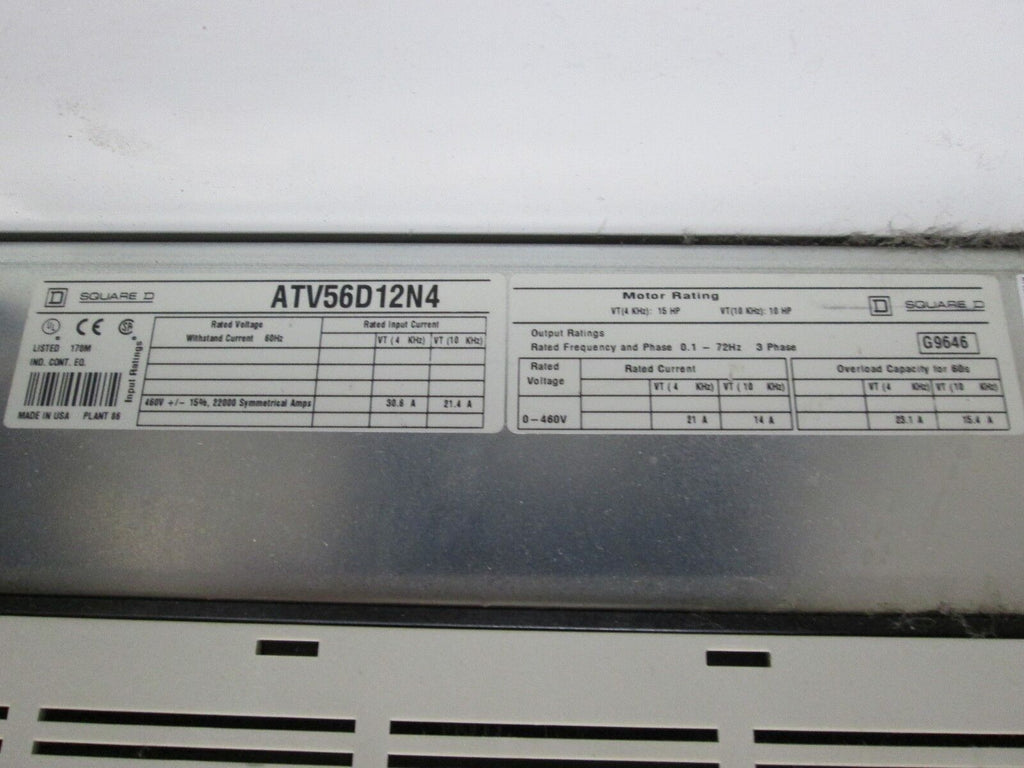 SQUARE D
ATV56D12N4
UL
CE
LISTED 170M
IND. CONT. EQ.
MADE IN USA PLANT 86
Input Ratings
Rated Voltage
Withstand Current 60Hz
Rated Input Current
VT (4 KHz) VT (10 KHz)
460V +/- 15%, 22000 Symmetrical Amps 30.8 A 21.4 A
Motor Rating
VT(4 KHz): 15 HP VT(10 KHz): 10 HP
SQUARE D
Output Ratings
Rated Frequency and Phase 0.1 – 72Hz 3 Phase
G9646
Rated
Voltage
Rated Current
VT (4 KHz) VT (10 KHz)
Overload Capacity for 60s
VT (4 KHz) VT (10 KHz)
0–460V 21 A 14 A 23.1 A 15.4 A